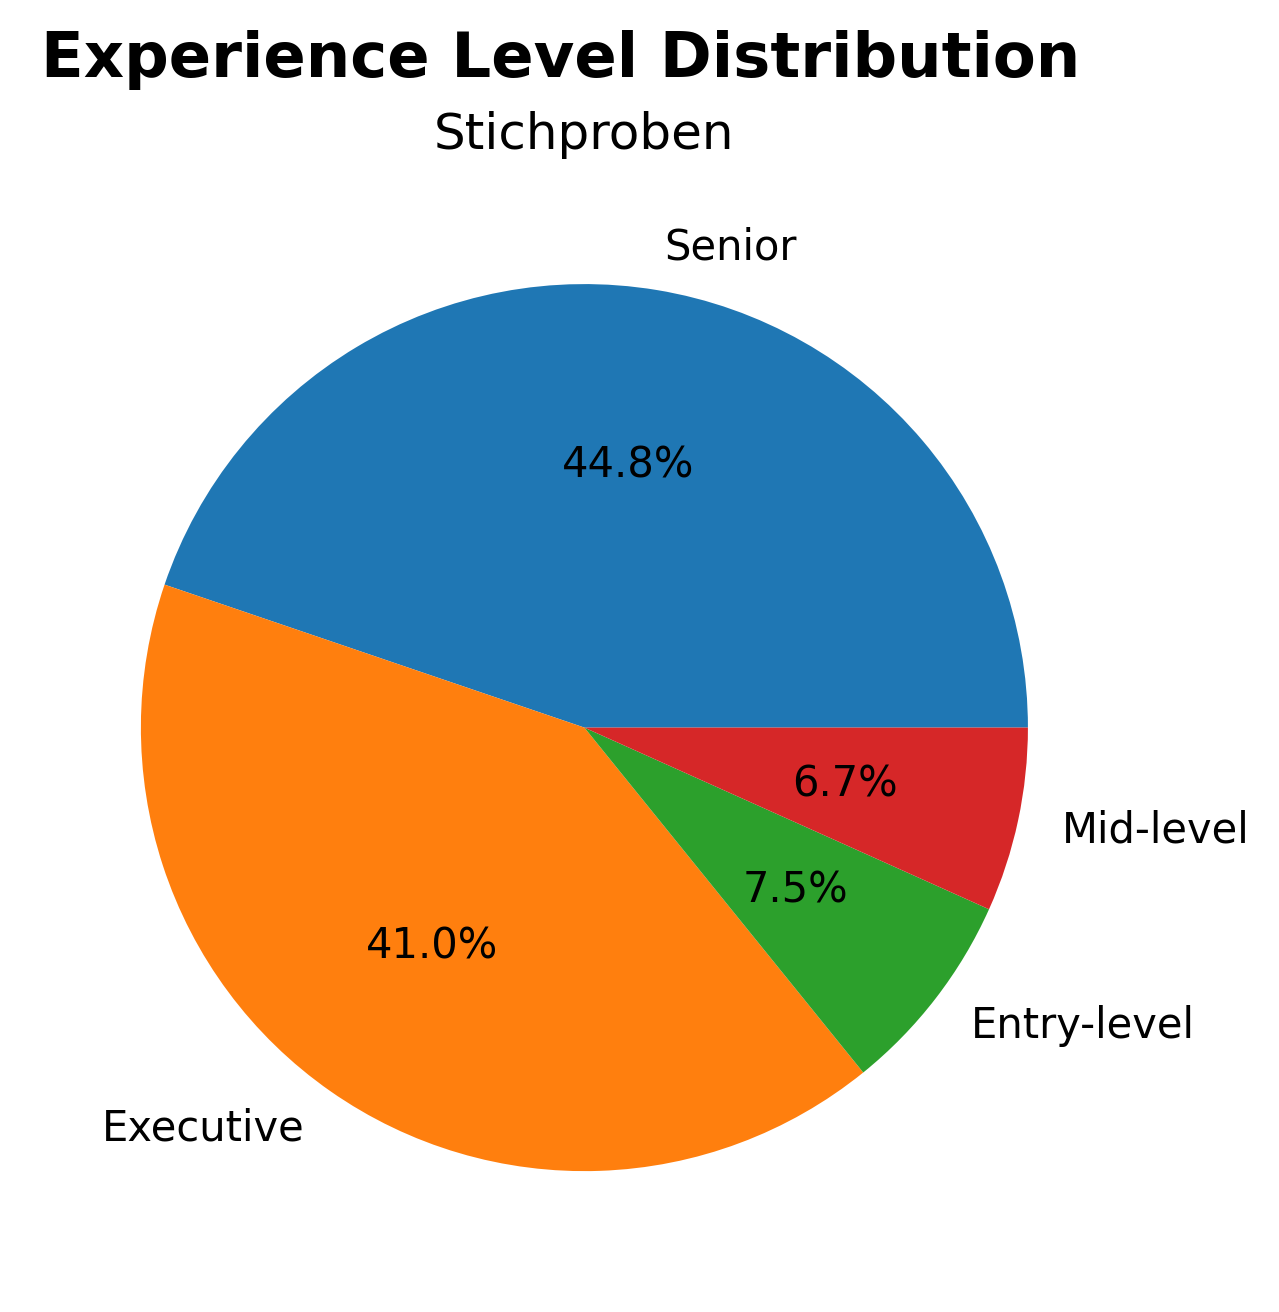 Experience Level Distribution
Stichproben
Senior
44.8%
6.7%
Mid-level
7.5%
41.0%
Entry-level
Executive